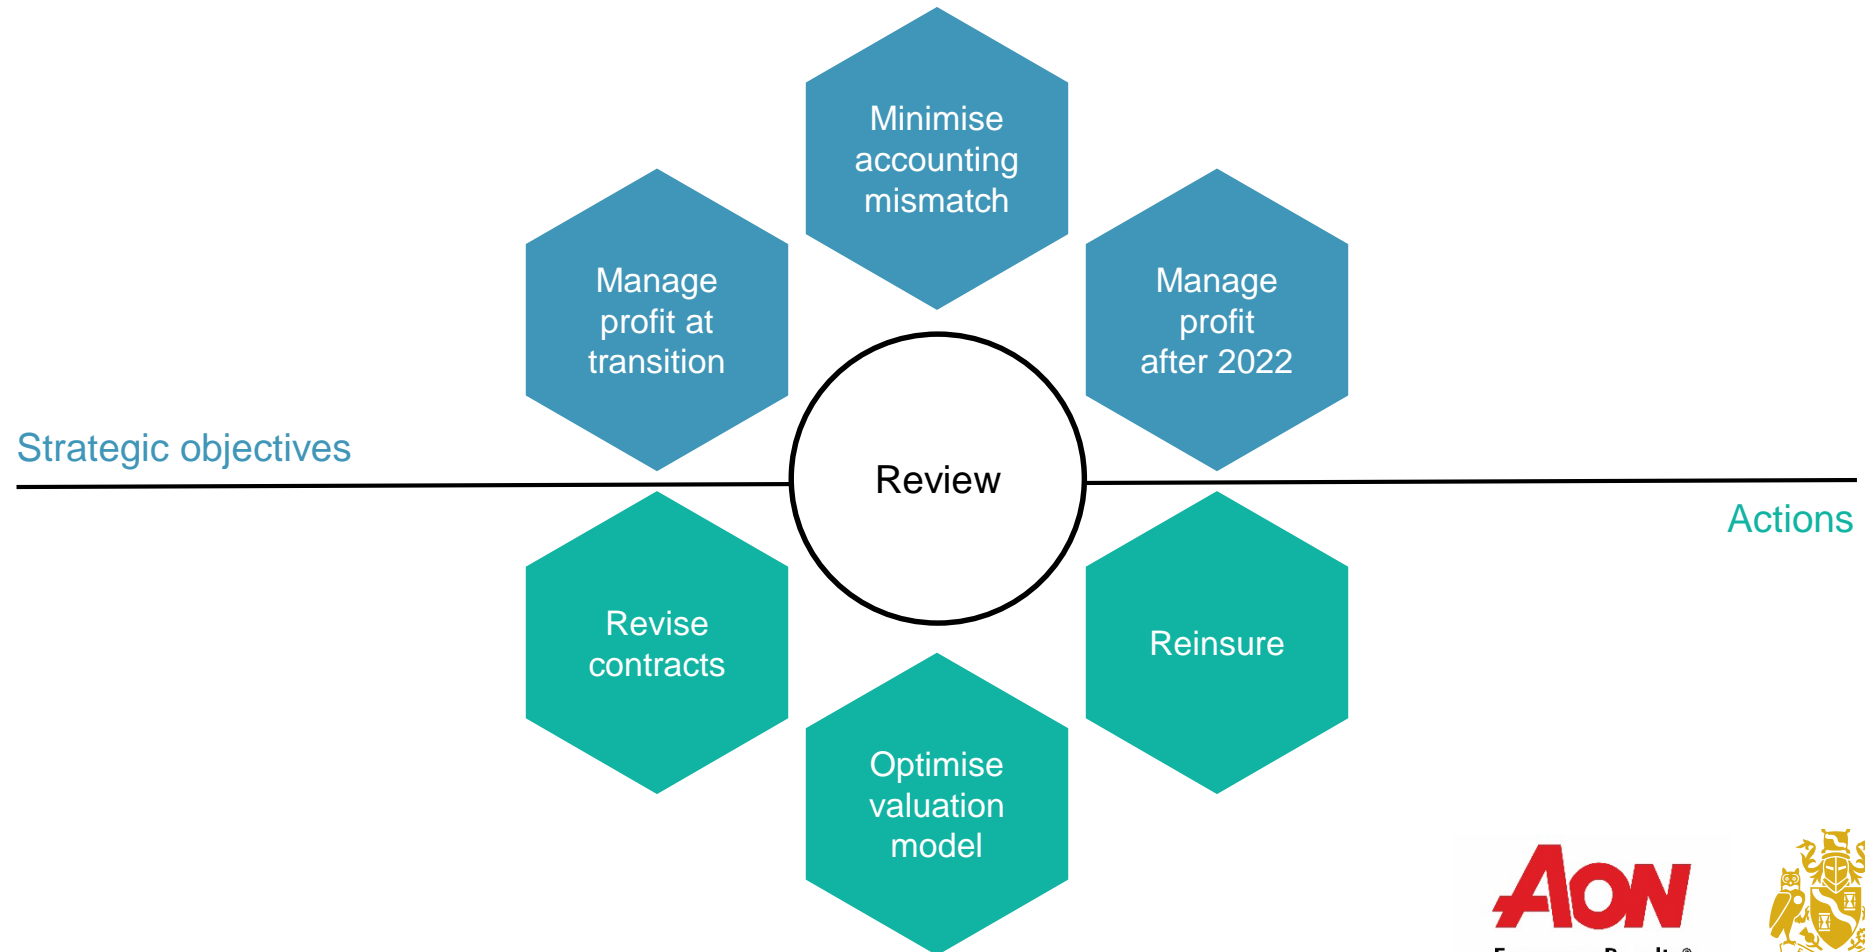 Minimise
accounting
mismatch
Manage
profit at
transition
Manage
profit
after 2022
Strategic objectives
Review
Actions
Revise
contracts
Reinsure
Optimise
valuation
model
AON